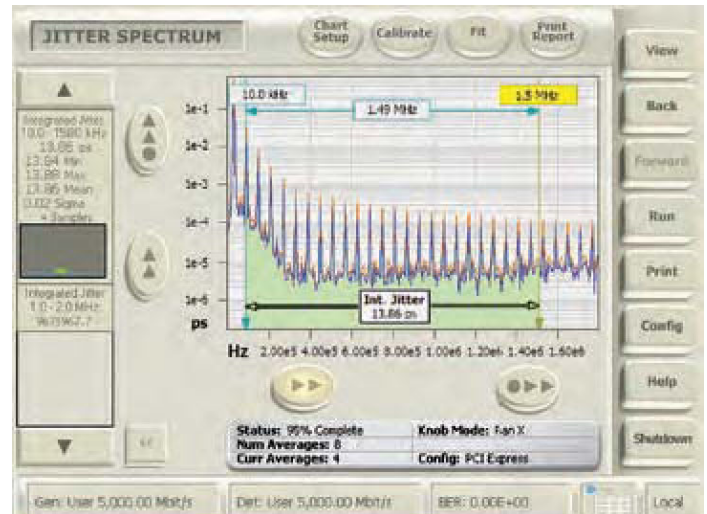 JITTER SPECTRUM
Chart Setup
Calibrate
Fit
Print Report
View
Back
Forward
Run
Print
Config
Help
Shutdown
Integrated Jitter
13.86 ps
13.84 Min
13.88 Max
13.86 Mean
0.02 Sigma
4 Samples
Integrated Jitter
1.0 - 2.0 MHz
10.0 kHz
1.49 MHz
1.5 MHz
1e-1
1e-2
1e-3
1e-4
1e-5
1e-6
ps
Int. Jitter
13.86 ps
Hz 2.00e5 4.00e5 6.00e5 8.00e5 1.00e6 1.20e6 1.40e6 1.60e6
Status: 95% Complete
Num Averages: 8
Curr Averages: 4
Knob Mode: Pan X
Config: PCI Express
Gen: User 5,000.00 Mbit/s
Det: User 5,000.00 Mbit/s
BER: 0.00E+00
Local